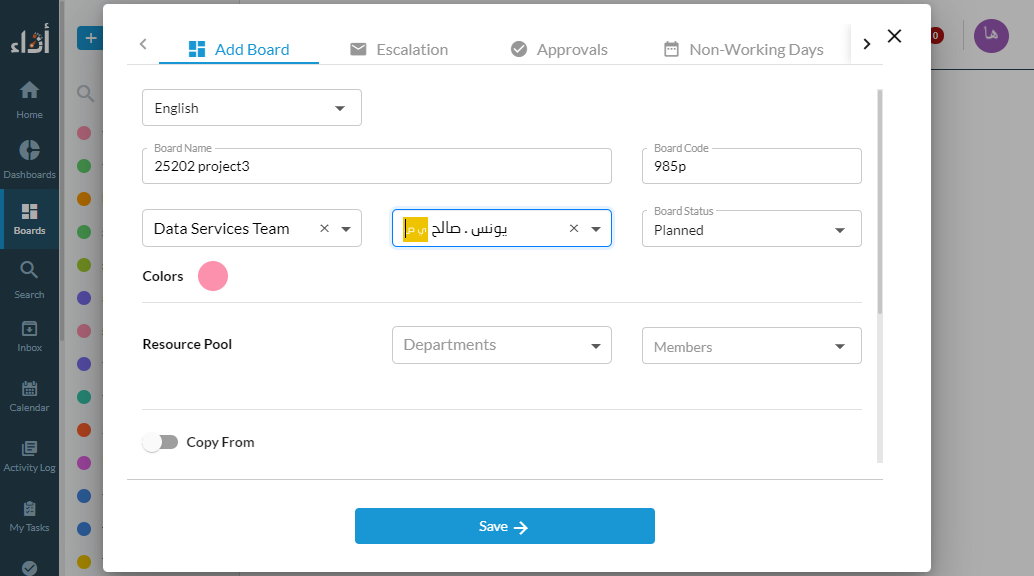 أداء
Home
Dashboards
Boards
Search
Inbox
Calendar
Activity Log
My Tasks
+
Add Board
Escalation
Approvals
Non-Working Days
0
هأ
English
Board Name
25202 project3
Board Code
985p
Data Services Team
ي ص
يونس . صالح
Board Status
Planned
Colors
Resource Pool
Departments
Members
Copy From
Save